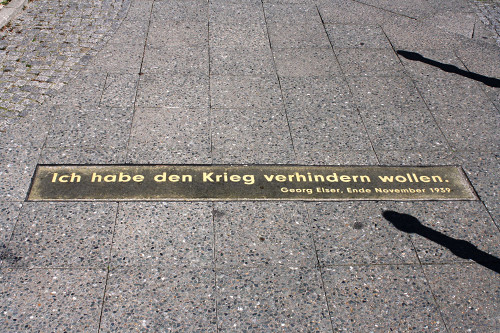 Ich habe den Krieg verhindern wollen.
Georg Elser, Ende November 1939